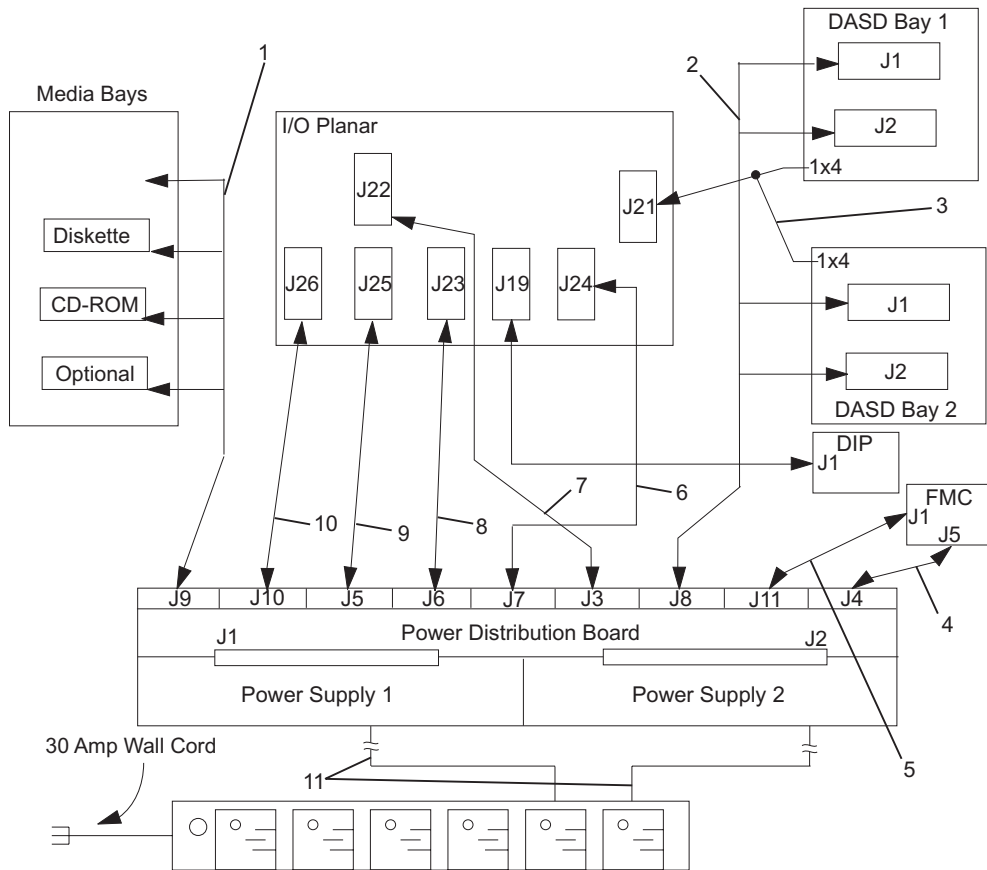 DASD Bay 1
1
J1
2
Media Bays
I/O Planar
J2
J22
1x4
J21
3
Diskette
1x4
J26
J25
J23
J19
J24
CD-ROM
J1
Optional
J2
DASD Bay 2
DIP
J1
7
6
FMC
10
9
8
J1
J5
J9
J10
J5
J6
J7
J3
J8
J11
J4
4
Power Distribution Board
J1
J2
Power Supply 1
Power Supply 2
30 Amp Wall Cord
11
5